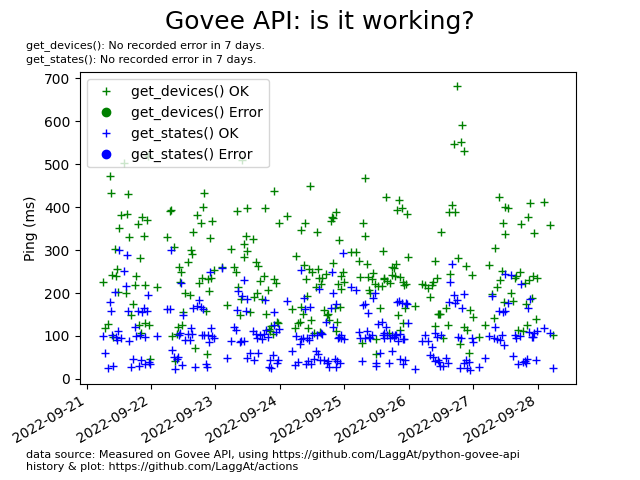 Govee API: is it working?
get_devices(): No recorded error in 7 days.
get_states(): No recorded error in 7 days.
700
600
500
400
300
200
100
0
Ping (ms)
get_devices() OK
get_devices() Error
get_states() OK
get_states() Error
2022-09-21
2022-09-22
2022-09-23
2022-09-24
2022-09-25
2022-09-26
2022-09-27
2022-09-28
data source: Measured on Govee API, using https://github.com/LaggAt/python-govee-api
history & plot: https://github.com/LaggAt/actions